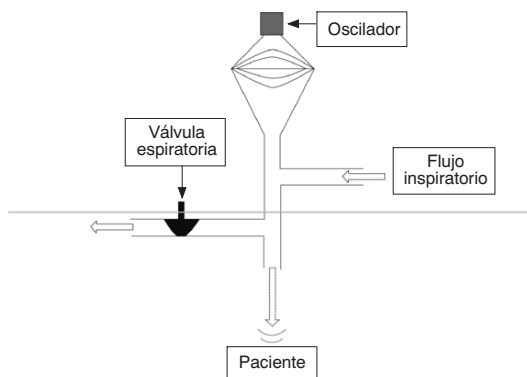 Oscilador
Válvula
espiratoria
Flujo
inspiratorio
Paciente